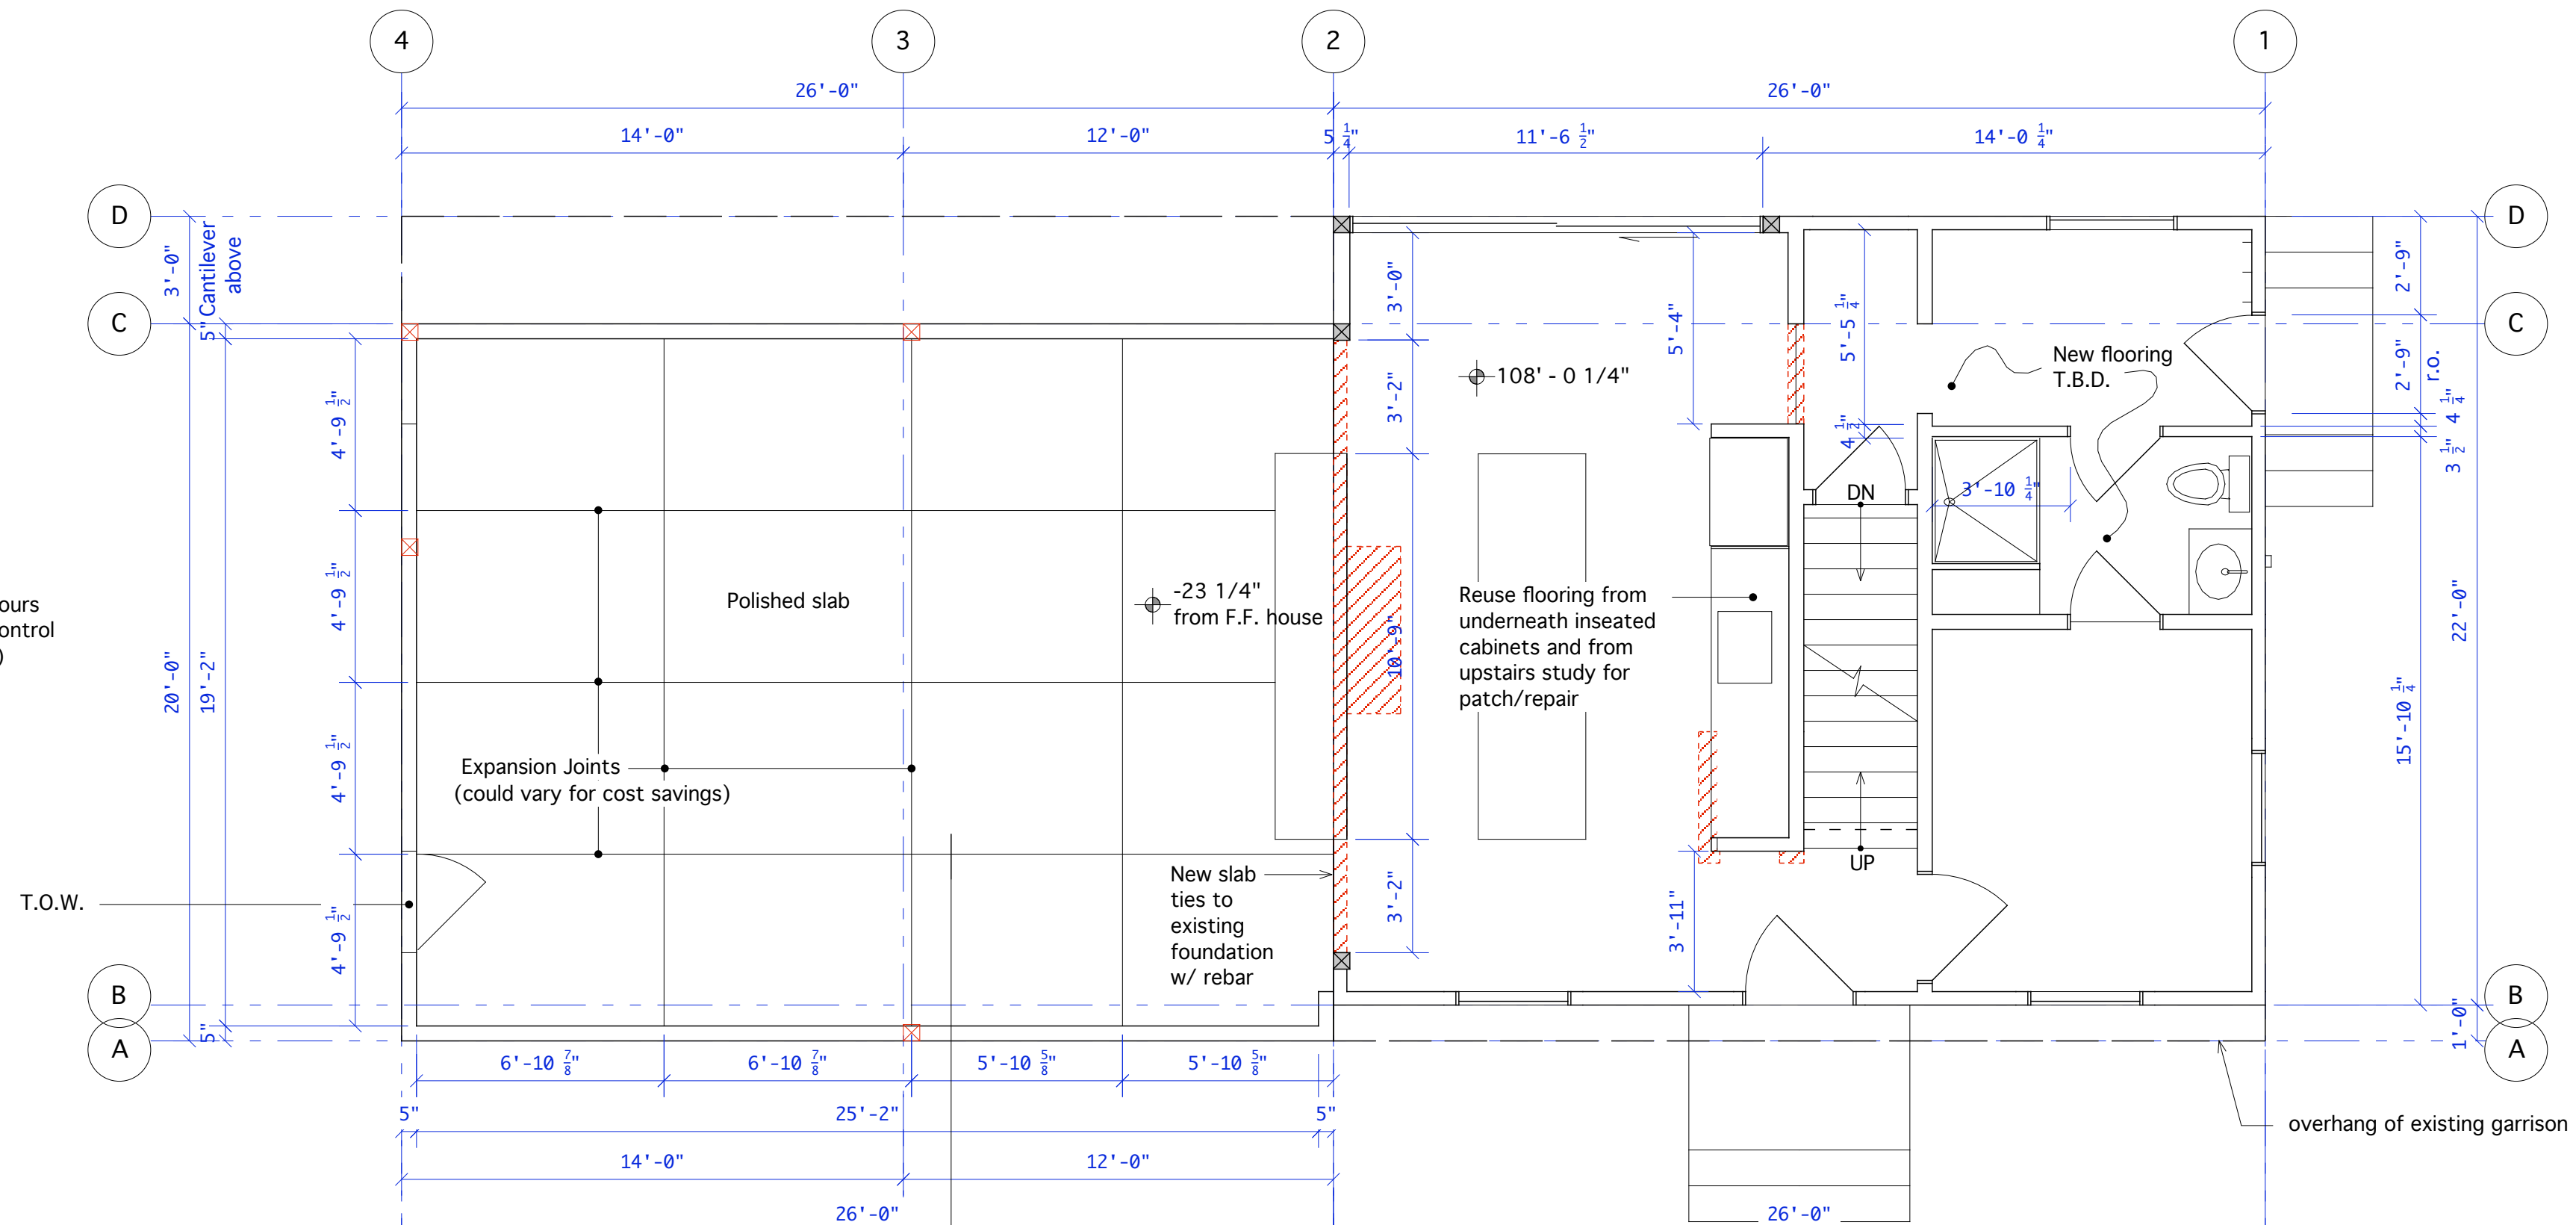 4
3
2
1
26'-0"
26'-0"
14'-0"
12'-0"
5 1/4"
11'-6 1/2"
14'-0 1/4"
D
D
3'-0"
Cantilever
above
3'-0"
5'-4"
5'-5 1/4"
2'-9"
C
C
5"
108' - 0 1/4"
New flooring
T.B.D.
2'-9"
r.o.
4'-9 1/2"
3'-2"
4 1/2"
4 1/4"
3 1/2"
DN
3'-10 1/4"
ours
ontrol
)
4'-9 1/2"
Polished slab
-23 1/4"
from F.F. house
10'-9"
Reuse flooring from
underneath inseated
cabinets and from
upstairs study for
patch/repair
22'-0"
20'-0"
19'-2"
15'-10 1/4"
4'-9 1/2"
Expansion Joints
(could vary for cost savings)
UP
T.O.W.
New slab
ties to
existing
foundation
w/ rebar
3'-2"
3'-11"
4'-9 1/2"
B
B
5"
1'-0"
A
A
6'-10 7/8"
6'-10 7/8"
5'-10 5/8"
5'-10 5/8"
5"
25'-2"
5"
overhang of existing garrison
14'-0"
12'-0"
26'-0"
26'-0"